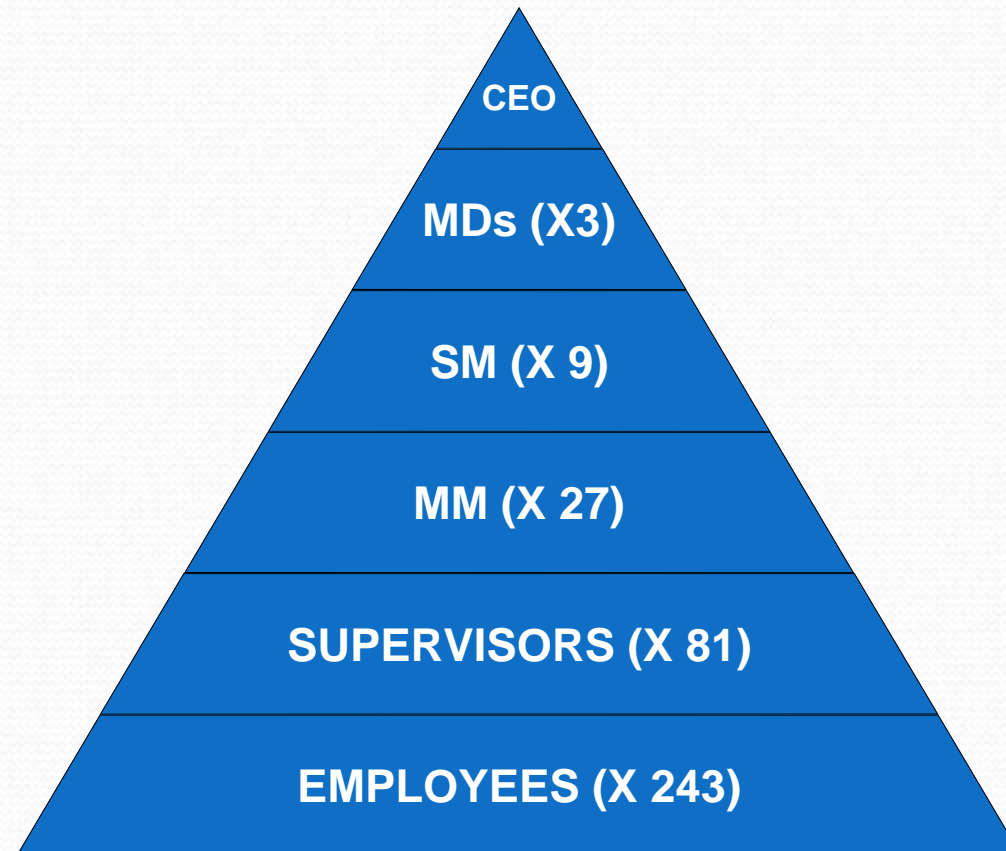 CEO
MDs (X3)
SM (X 9)
MM (X 27)
SUPERVISORS (X 81)
EMPLOYEES (X 243)